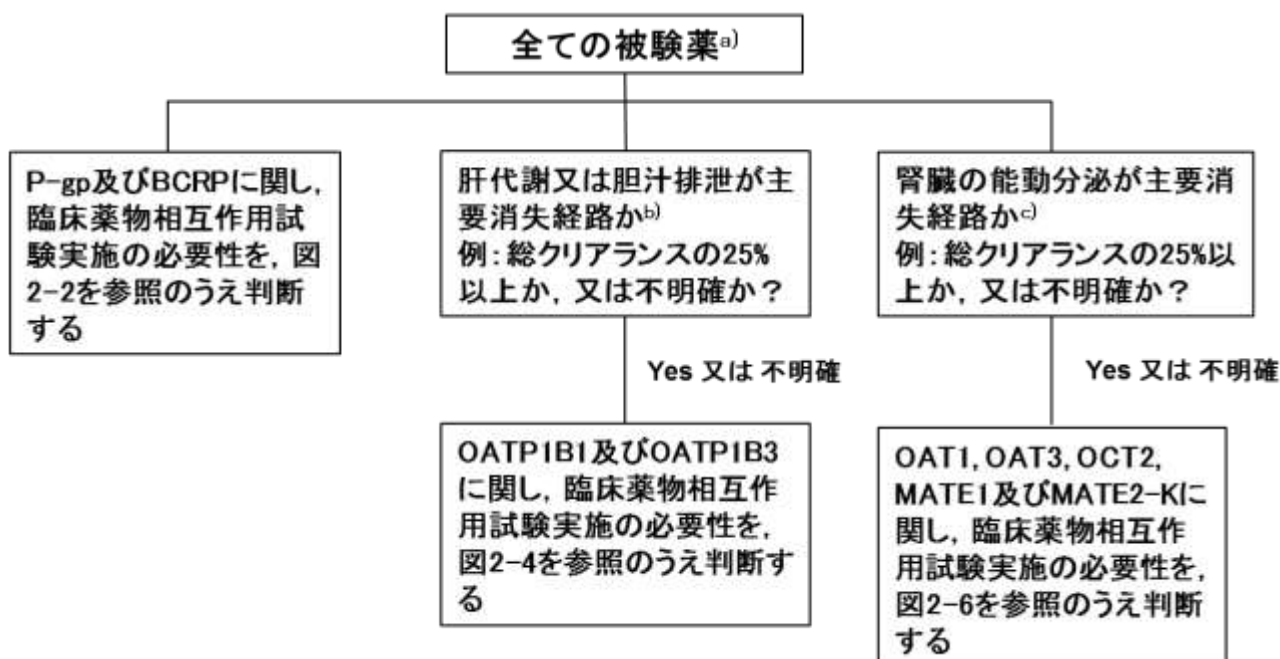 全ての被験薬a)
P-gp及びBCRPに関し,
臨床薬物相互作用試
験実施の必要性を, 図
2-2を参照のうえ判断
する
肝代謝又は胆汁排泄が主
要消失経路かb)
例:総クリアランスの25%
以上か, 又は不明確か?
Yes 又は 不明確
OATP1B1及びOATP1B3
に関し, 臨床薬物相互作
用試験実施の必要性を,
図2-4を参照のうえ判断す
る
腎臓の能動分泌が主要消
失経路かc)
例:総クリアランスの25%以
上か, 又は不明確か?
Yes 又は 不明確
OAT1, OAT3, OCT2,
MATE1及びMATE2-Kに
関し, 臨床薬物相互作
用試験実施の必要性を,
図2-6を参照のうえ判断
する